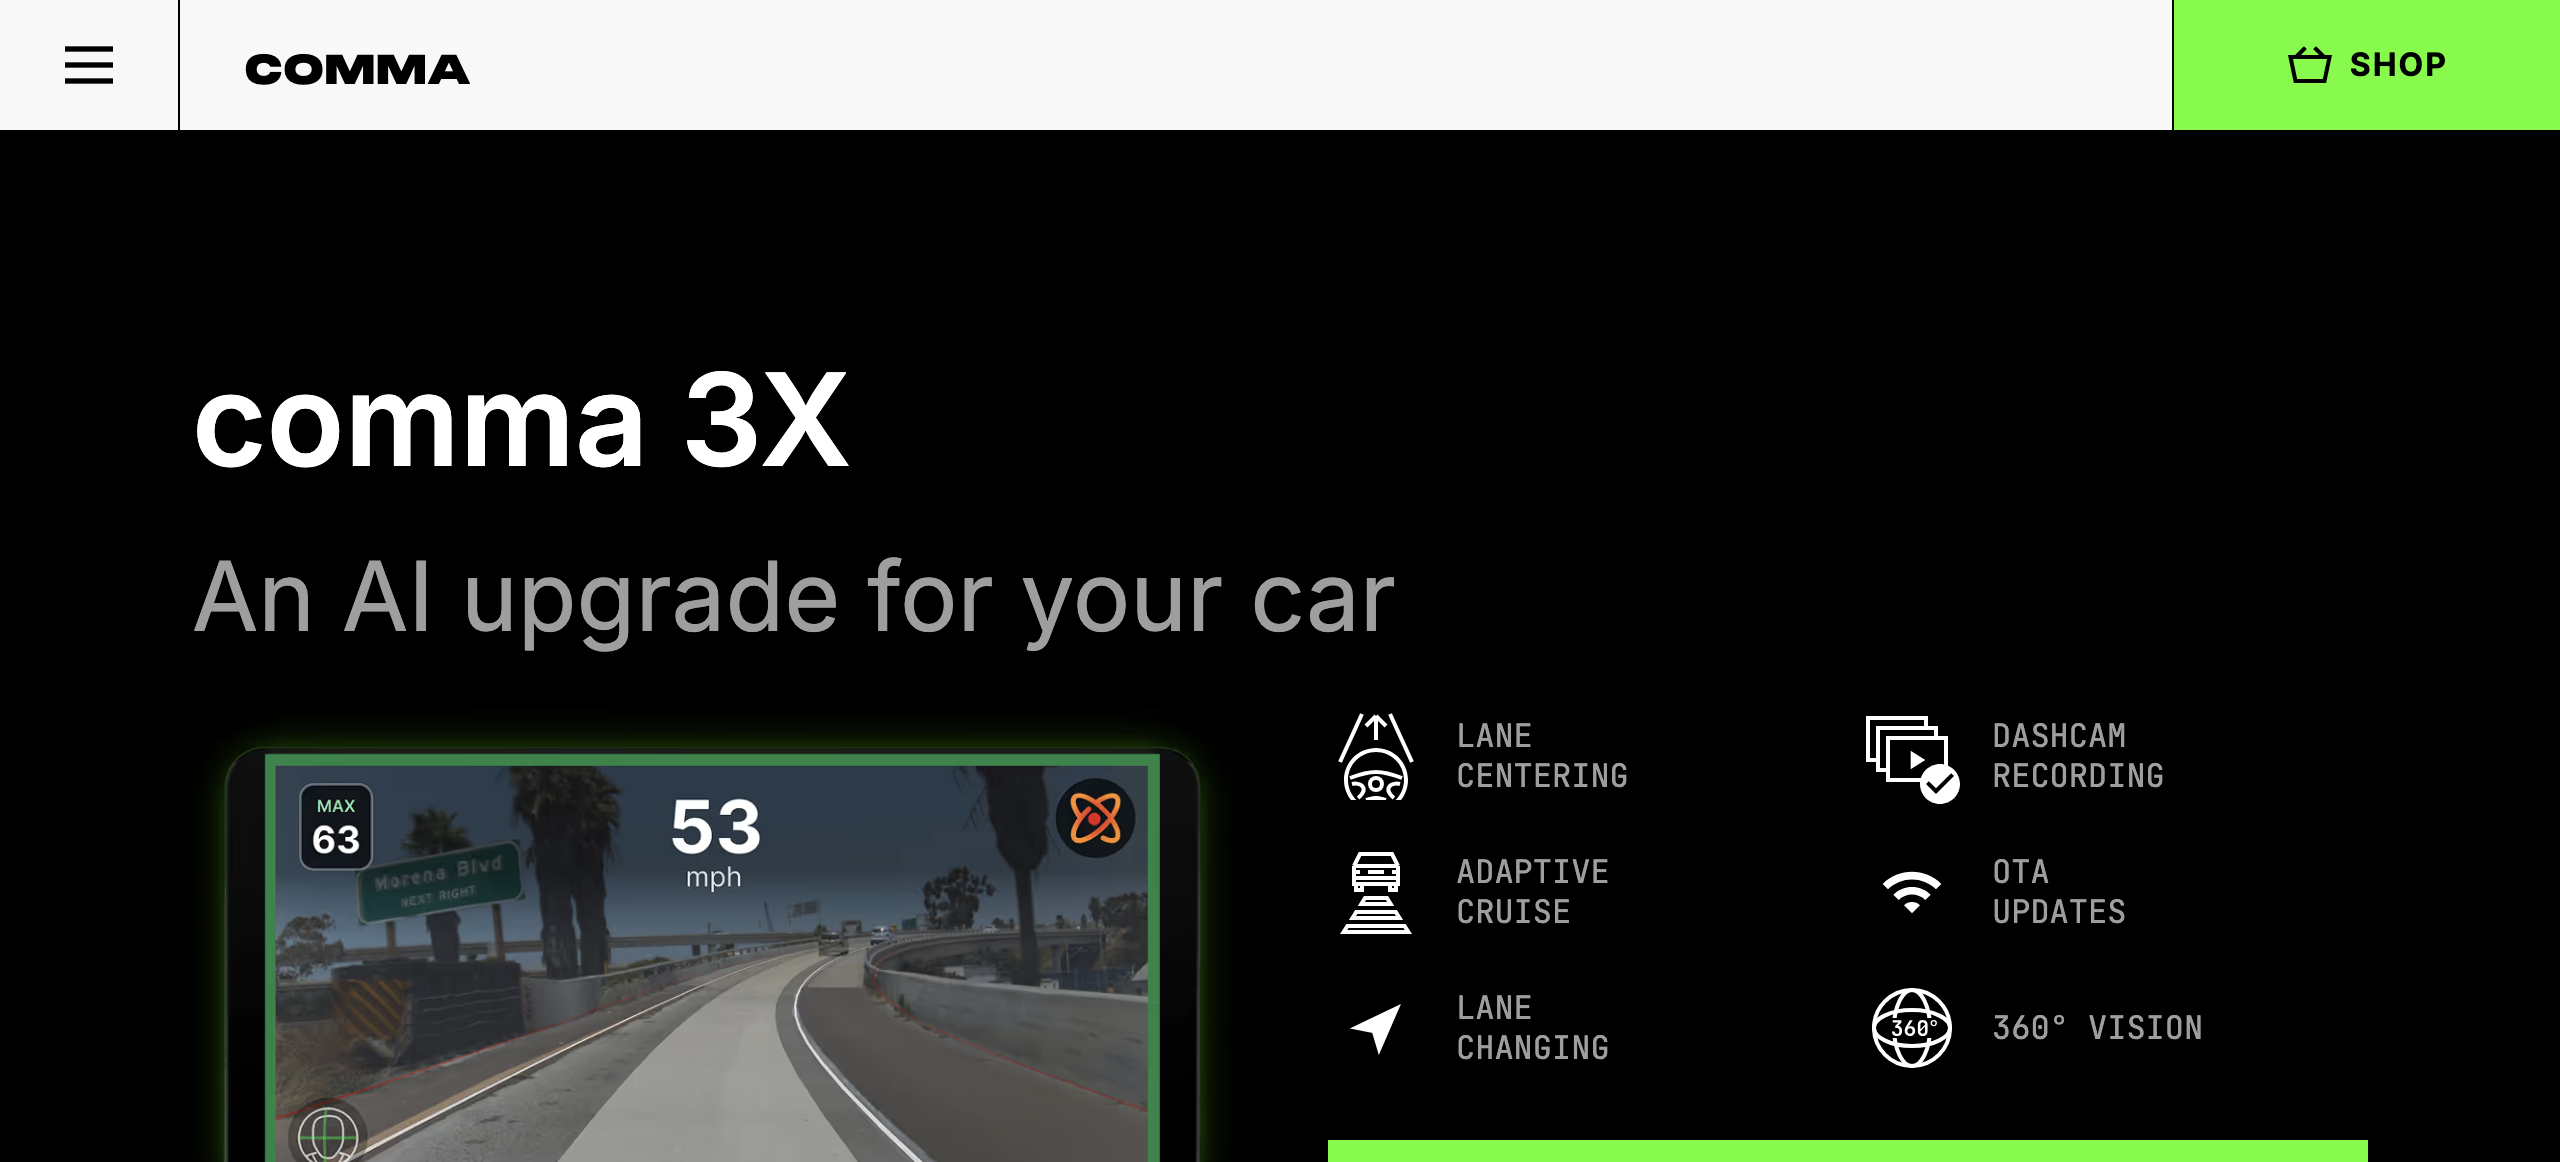 COMMA
SHOP
comma 3X
An AI upgrade for your car
MAX
63
53
mph
Morena Blvd
NEXT RIGHT
LANE
CENTERING
DASHCAM
RECORDING
ADAPTIVE
CRUISE
OTA
UPDATES
LANE
CHANGING
360°
360° VISION